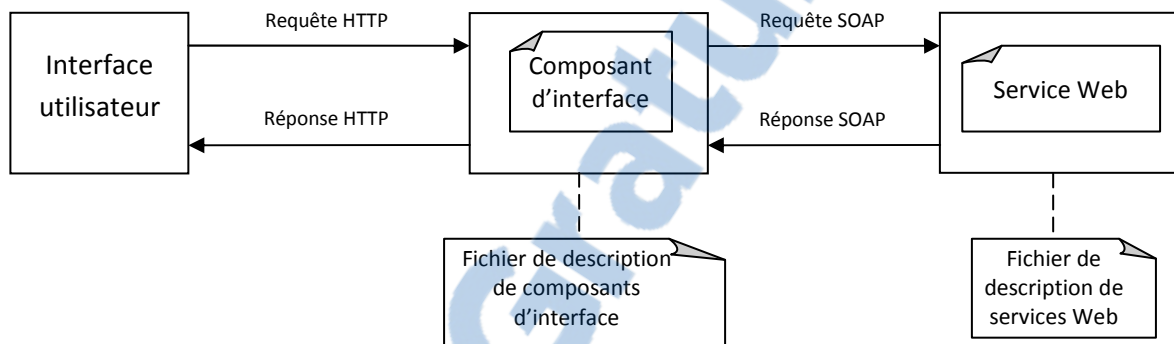 Requête HTTP
Requête SOAP
Interface
utilisateur
Composant
d’interface
Service Web
Réponse HTTP
Réponse SOAP
Fichier de description
de composants
d’interface
Fichier de
description de
services Web
Gratu